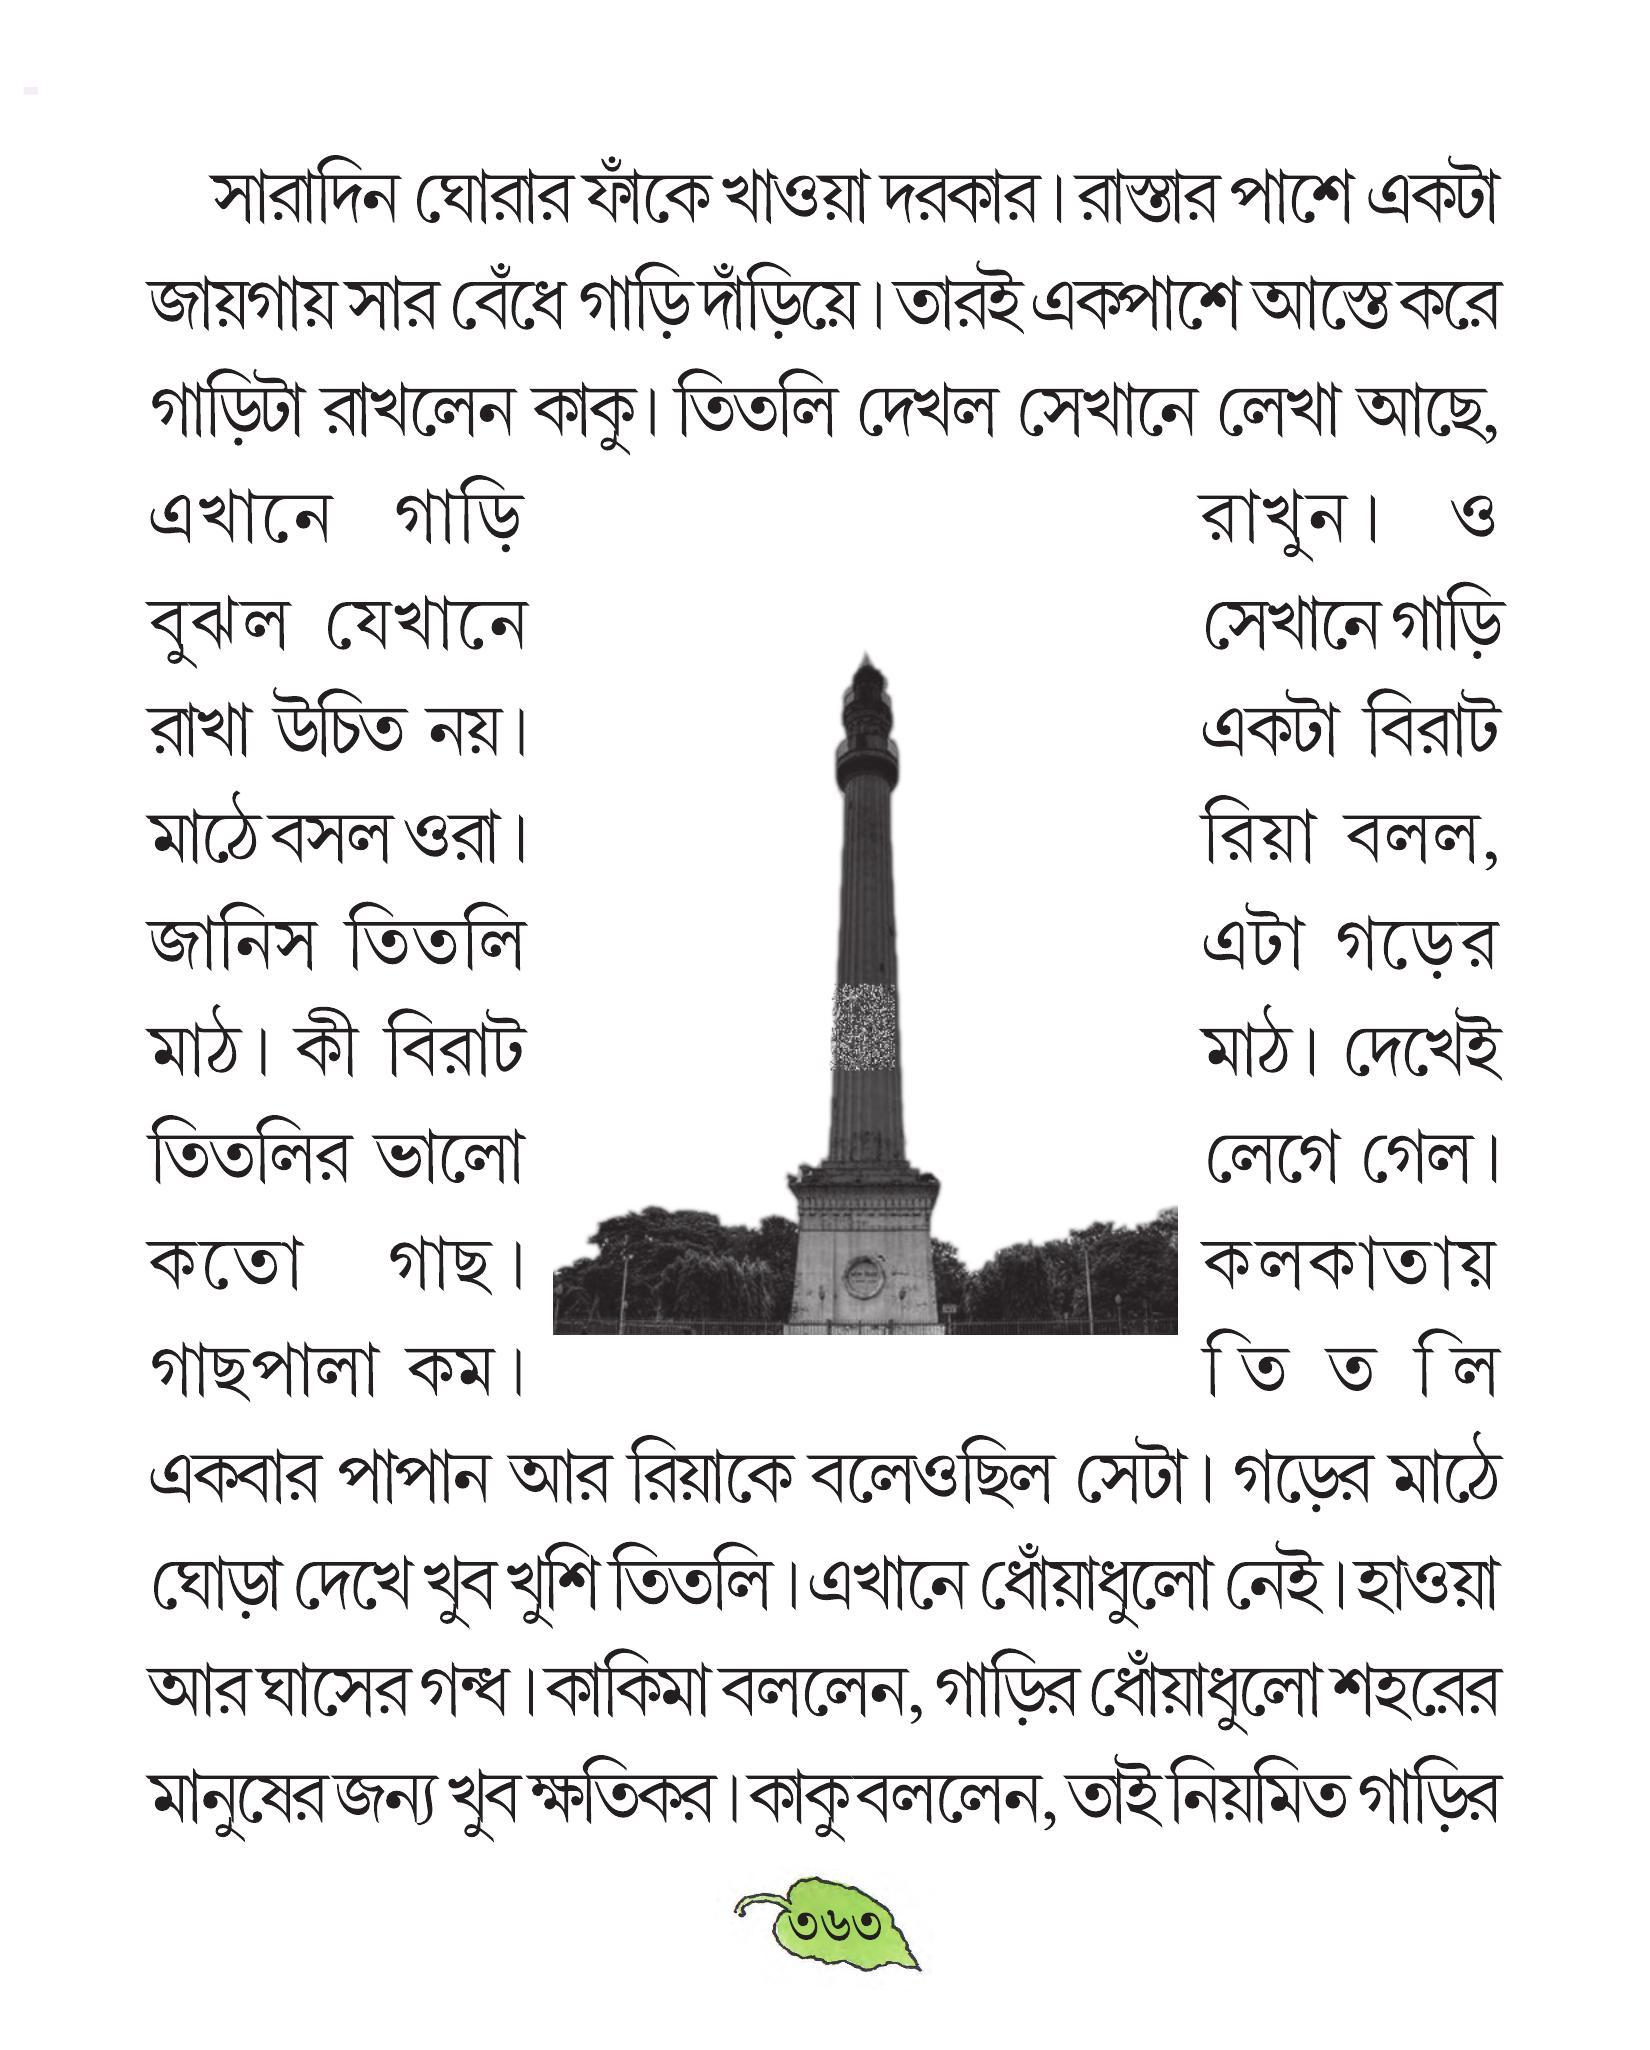 সারাদিন ঘোরার ফাঁকে খাওয়া দরকার। রাস্তার পাশে একটা
জায়গায় সার বেঁধে গাড়ি দাঁড়িয়ে। তারই একপাশে আস্তে করে
গাড়িটা রাখলেন কাকু। তিতলি দেখল সেখানে লেখা আছে,
এখানে গাড়ি রাখুন। ও
বুঝল যেখানে সেখানে গাড়ি
রাখা উচিত নয়। একটা বিরাট
মাঠে বসল ওরা। রিয়া বলল,
জানিস তিতলি এটা গড়ের
মাঠ। কী বিরাট মাঠ। দেখেই
তিতলির ভালো লেগে গেল।
কতো গাছ। কলকাতায়
গাছপালা কম। তিতলি
একবার পাপান আর রিয়াকে বলেওছিল সেটা। গড়ের মাঠে
ঘোড়া দেখে খুব খুশি তিতলি। এখানে ধোঁয়াধুলো নেই। হাওয়া
আর ঘাসের গন্ধ। কাকিমা বললেন, গাড়ির ধোঁয়াধুলো শহরের
মানুষের জন্য খুব ক্ষতিকর। কাকু বললেন, তাই নিয়মিত গাড়ির
৩৬৩